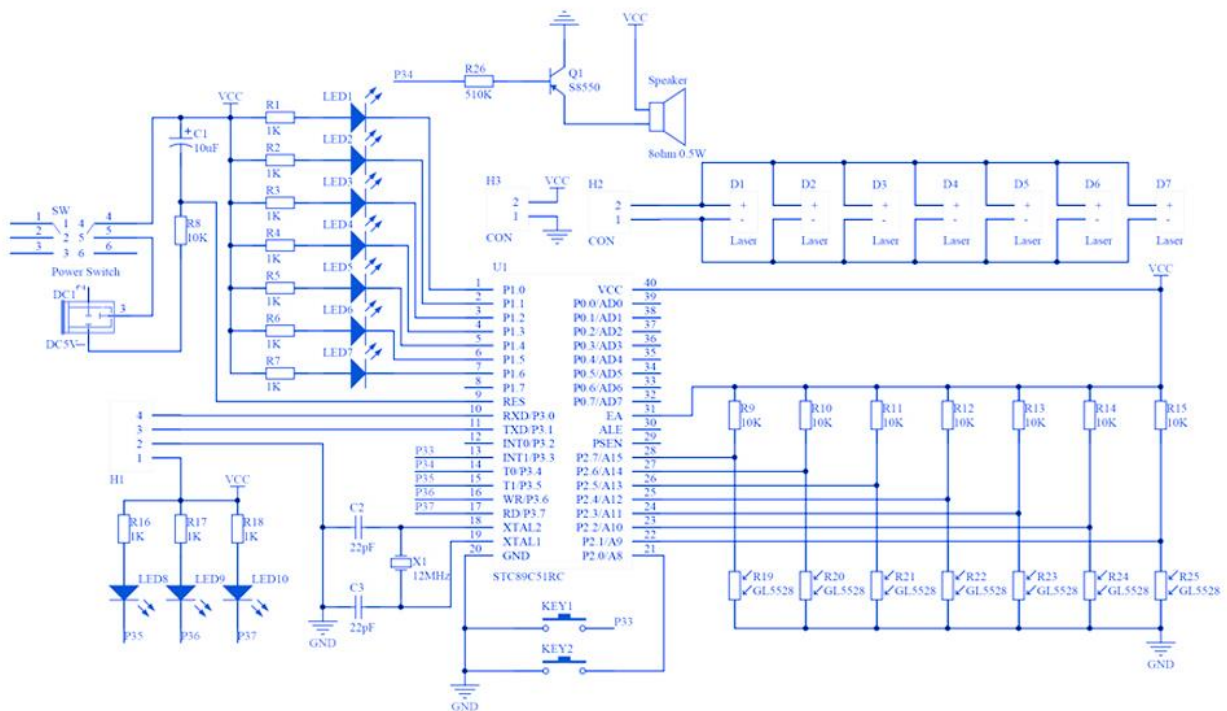 VCC
P34
R26
510K
Q1
S8550
Speaker
8ohm 0.5W
VCC
C1
10uF
R1
1K
LED1
R2
1K
LED2
R3
1K
LED3
R4
1K
LED4
R5
1K
LED5
R6
1K
LED6
R7
1K
LED7
R8
10K
SW
1 1 4 4
2 2 5 5
3 3 6 6
Power Switch
DC1
3
DC5V
H3
VCC
2
1
CON
H2
2
1
CON
D1 D2 D3 D4 D5 D6 D7
+ + + + + + +
- - - - - - -
Laser Laser Laser Laser Laser Laser Laser
U1
1 P1.0 VCC 40
2 P1.1 P0.0/AD0 39
3 P1.2 P0.1/AD1 38
4 P1.3 P0.2/AD2 37
5 P1.4 P0.3/AD3 36
6 P1.5 P0.4/AD4 35
7 P1.6 P0.5/AD5 34
8 P1.7 P0.6/AD6 33
9 RES P0.7/AD7 32
10 RXD/P3.0 EA 31
11 TXD/P3.1 ALE 30
12 INT0/P3.2 PSEN 29
P33 13 INT1/P3.3 P2.7/A15 28
P34 14 T0/P3.4 P2.6/A14 27
P35 15 T1/P3.5 P2.5/A13 26
P36 16 WR/P3.6 P2.4/A12 25
P37 17 RD/P3.7 P2.3/A11 24
18 XTAL2 P2.2/A10 23
19 XTAL1 P2.1/A9 22
20 GND P2.0/A8 21
STC89C51RC
VCC
R9 R10 R11 R12 R13 R14 R15
10K 10K 10K 10K 10K 10K 10K
R19 R20 R21 R22 R23 R24 R25
GL5528 GL5528 GL5528 GL5528 GL5528 GL5528 GL5528
GND
4
3
2
1
H1
VCC
R16 R17 R18
1K 1K 1K
LED8 LED9 LED10
P35 P36 P37
C2
22pF
X1
12MHz
C3
22pF
GND
KEY1
P33
KEY2
GND